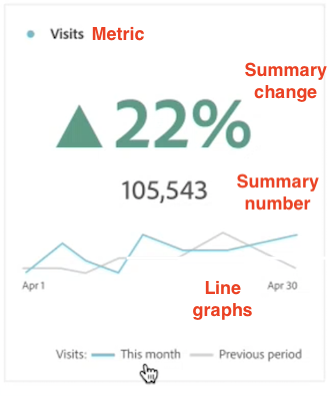 Visits Metric
Summary
change
▲22%
105,543
Summary
number
Apr 1
Apr 30
Line
graphs
Visits: This month Previous period